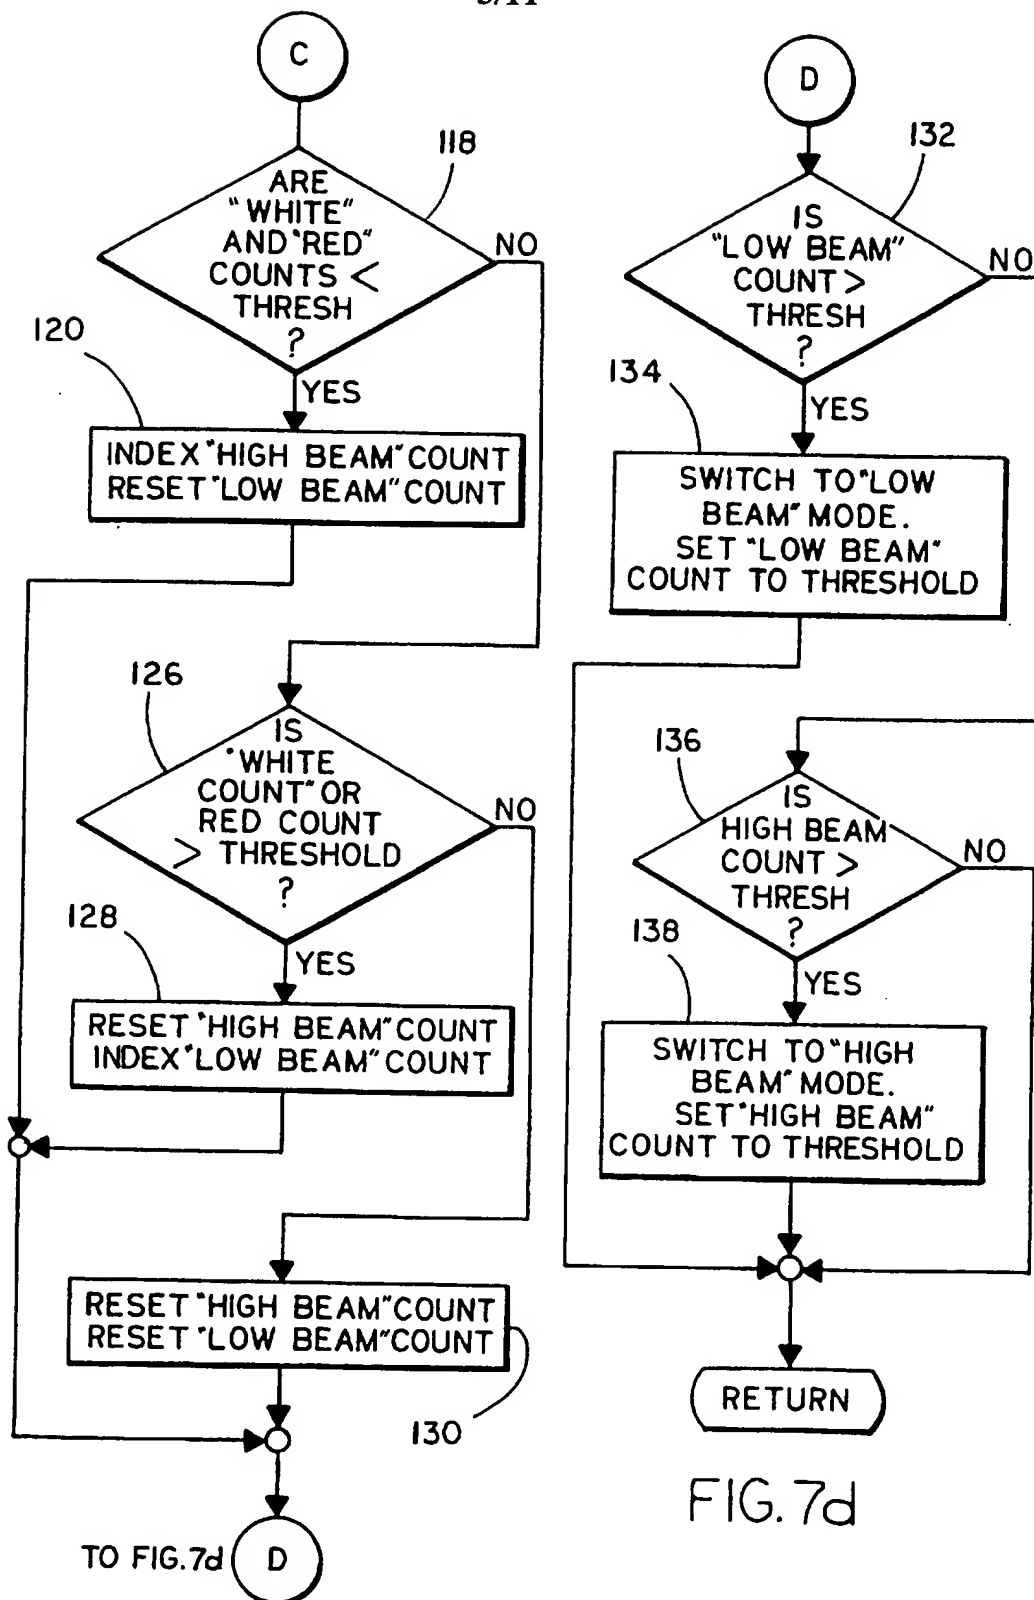 C
118
ARE
"WHITE"
AND "RED"
COUNTS <
THRESH
?
NO
YES
120
INDEX "HIGH BEAM" COUNT
RESET "LOW BEAM" COUNT
126
IS
"WHITE
COUNT" OR
RED COUNT
> THRESHOLD
?
NO
YES
128
RESET "HIGH BEAM" COUNT
INDEX "LOW BEAM" COUNT
RESET "HIGH BEAM" COUNT
RESET "LOW BEAM" COUNT
130
TO FIG.7d
D
D
132
IS
"LOW BEAM"
COUNT >
THRESH
?
NO
YES
134
SWITCH TO "LOW
BEAM" MODE.
SET "LOW BEAM"
COUNT TO THRESHOLD
136
IS
HIGH BEAM
COUNT >
THRESH
?
NO
YES
138
SWITCH TO "HIGH
BEAM" MODE.
SET "HIGH BEAM"
COUNT TO THRESHOLD
RETURN
FIG. 7d